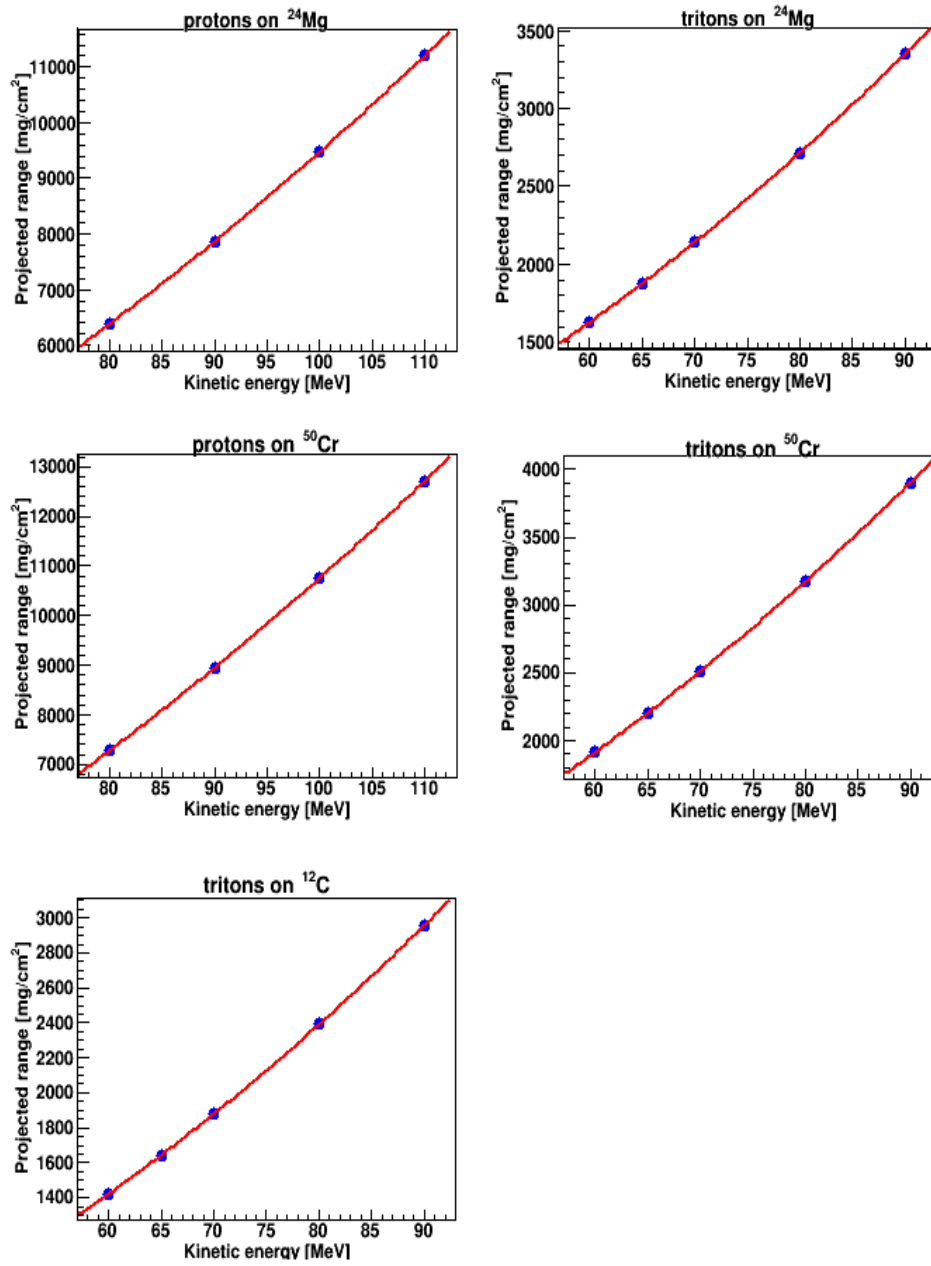 protons on ²⁴Mg
Projected range [mg/cm²]
11000
10000
9000
8000
7000
6000
80 85 90 95 100 105 110
Kinetic energy [MeV]
tritons on ²⁴Mg
Projected range [mg/cm²]
3500
3000
2500
2000
1500
60 65 70 75 80 85 90
Kinetic energy [MeV]
protons on ⁵⁰Cr
Projected range [mg/cm²]
13000
12000
11000
10000
9000
8000
7000
80 85 90 95 100 105 110
Kinetic energy [MeV]
tritons on ⁵⁰Cr
Projected range [mg/cm²]
4000
3500
3000
2500
2000
60 65 70 75 80 85 90
Kinetic energy [MeV]
tritons on ¹²C
Projected range [mg/cm²]
3000
2800
2600
2400
2200
2000
1800
1600
1400
60 65 70 75 80 85 90
Kinetic energy [MeV]